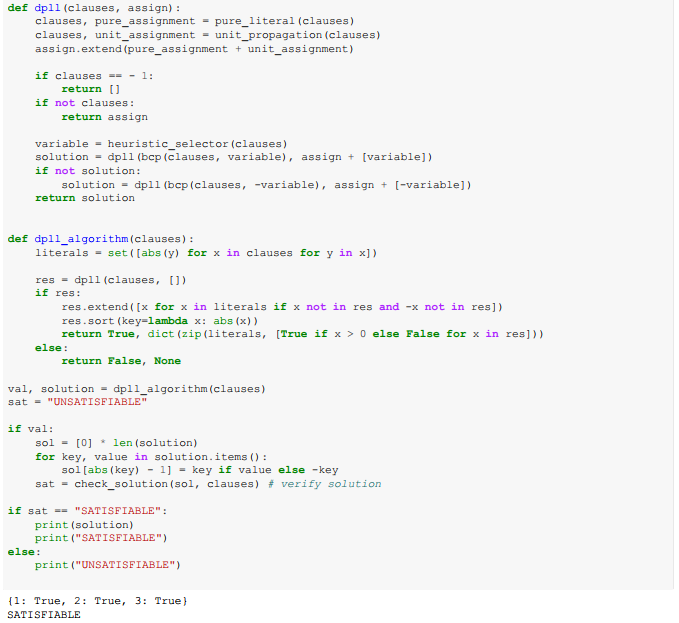 def dpll(clauses, assign):
    clauses, pure_assignment = pure_literal(clauses)
    clauses, unit_assignment = unit_propagation(clauses)
    assign.extend(pure_assignment + unit_assignment)
    if clauses == - 1:
        return []
    if not clauses:
        return assign
    variable = heuristic_selector(clauses)
    solution = dpll(bcp(clauses, variable), assign + [variable])
    if not solution:
        solution = dpll(bcp(clauses, -variable), assign + [-variable])
    return solution
def dpll_algorithm(clauses):
    literals = set([abs(y) for x in clauses for y in x])
    res = dpll(clauses, [])
    if res:
        res.extend([x for x in literals if x not in res and -x not in res])
        res.sort(key=lambda x: abs(x))
        return True, dict(zip(literals, [True if x > 0 else False for x in res]))
    else:
        return False, None
val, solution = dpll_algorithm(clauses)
sat = "UNSATISFIABLE"
if val:
    sol = [0] * len(solution)
    for key, value in solution.items():
        sol[abs(key) - 1] = key if value else -key
    sat = check_solution(sol, clauses) # verify solution
if sat == "SATISFIABLE":
    print(solution)
    print("SATISFIABLE")
else:
    print("UNSATISFIABLE")
{1: True, 2: True, 3: True}
SATISFIABLE